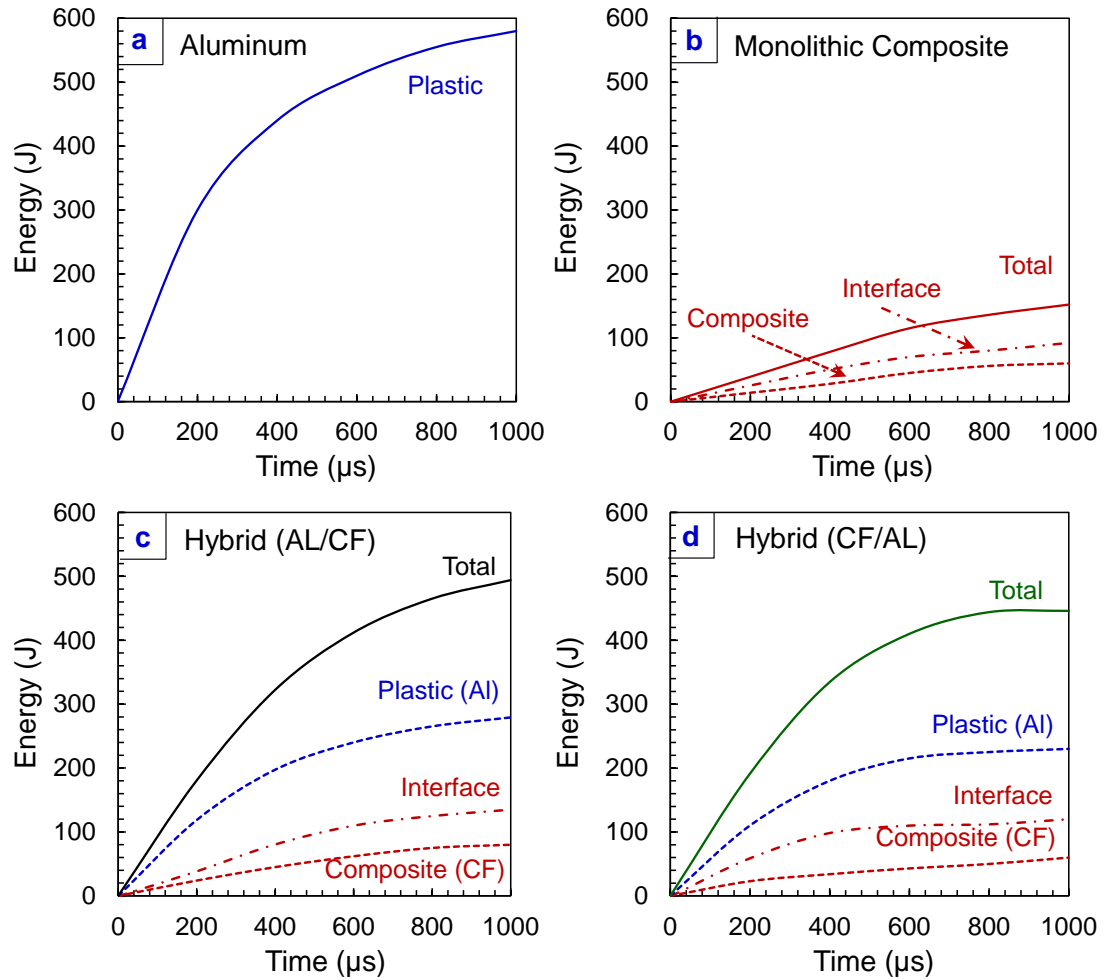 a Aluminum
Plastic
600
500
400
300
200
100
0
Energy (J)
0 200 400 600 800 1000
Time (µs)
b Monolithic Composite
Total
Interface
Composite
600
500
400
300
200
100
0
Energy (J)
0 200 400 600 800 1000
Time (µs)
c Hybrid (AL/CF)
Total
Plastic (Al)
Interface
Composite (CF)
600
500
400
300
200
100
0
Energy (J)
0 200 400 600 800 1000
Time (µs)
d Hybrid (CF/AL)
Total
Plastic (Al)
Interface
Composite (CF)
600
500
400
300
200
100
0
Energy (J)
0 200 400 600 800 1000
Time (µs)